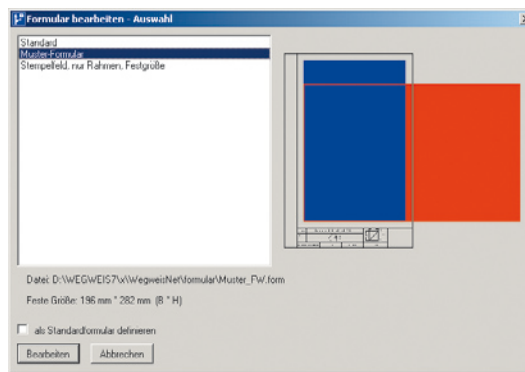 Formular bearbeiten - Auswahl
Standard
Muster-Formular
Stempelfeld, nur Rahmen, Festgröße
Datei: D:\WEGWEIS7\x\WegweisNet\formular\Muster_FW.form
Feste Größe: 196 mm * 282 mm (B * H)
als Standardformular definieren
Bearbeiten
Abbrechen